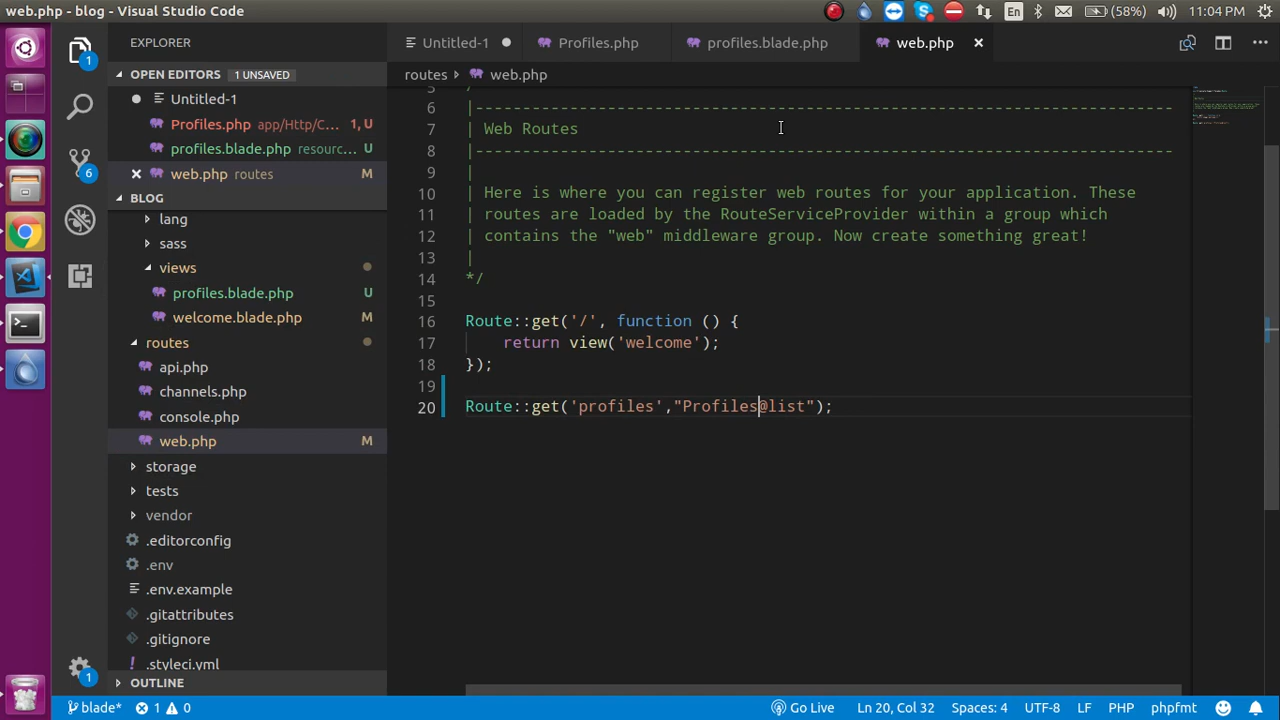 web.php - blog - Visual Studio Code
En
(58%)
11:04 PM
EXPLORER
OPEN EDITORS 1 UNSAVED
Untitled-1
Profiles.php app/Http/C... 1, U
profiles.blade.php resourc... U
web.php routes M
BLOG
lang
sass
views
profiles.blade.php U
welcome.blade.php M
routes
api.php
channels.php
console.php
web.php M
storage
tests
vendor
.editorconfig
.env
.env.example
.gitattributes
.gitignore
.styleci.yml
OUTLINE
1
6
1
Untitled-1
Profiles.php
profiles.blade.php
web.php
routes > web.php
5 /
6 |--------------------------------------------------------------------------
7 | Web Routes
8 |--------------------------------------------------------------------------
9 |
10 | Here is where you can register web routes for your application. These
11 | routes are loaded by the RouteServiceProvider within a group which
12 | contains the "web" middleware group. Now create something great!
13 |
14 */
15
16 Route::get('/', function () {
17 return view('welcome');
18 });
19
20 Route::get('profiles',"Profiles@list");
blade* 1 0 Go Live Ln 20, Col 32 Spaces: 4 UTF-8 LF PHP phpfmt